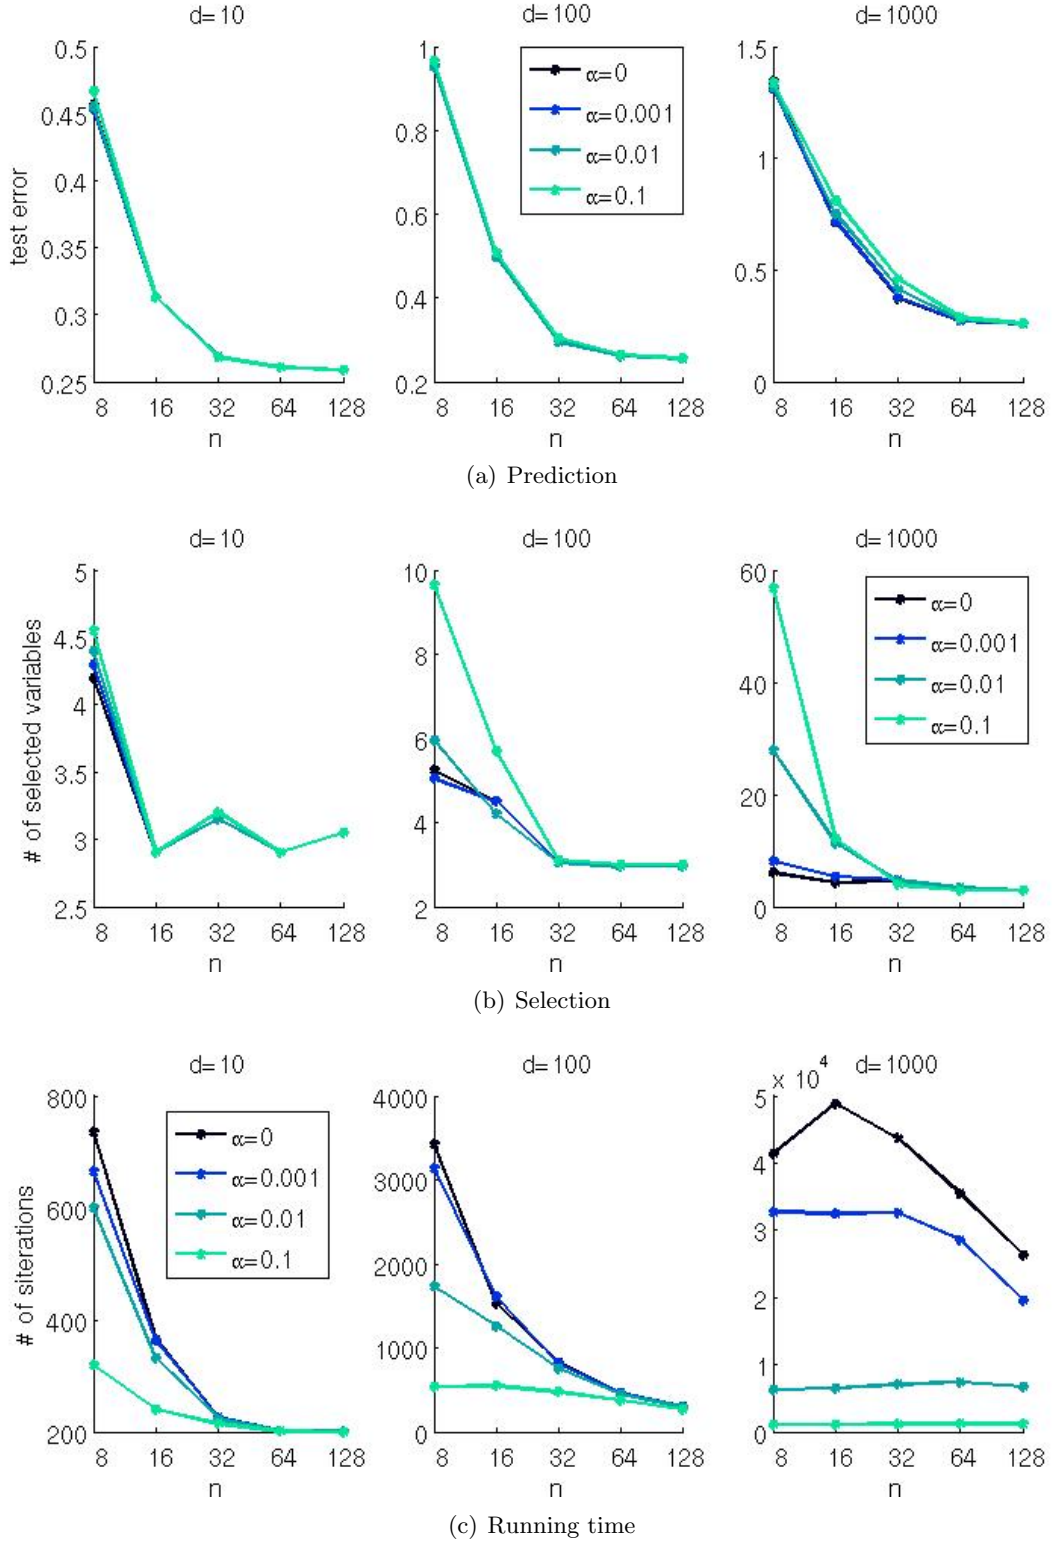 d=10
d=100
d=1000
test error
0.5
0.45
0.4
0.35
0.3
0.25
8 16 32 64 128
n
1
0.8
0.6
0.4
0.2
8 16 32 64 128
n
α=0
α=0.001
α=0.01
α=0.1
1.5
1
0.5
0
8 16 32 64 128
n
(a) Prediction
d=10
d=100
d=1000
# of selected variables
5
4.5
4
3.5
3
2.5
8 16 32 64 128
n
10
8
6
4
2
8 16 32 64 128
n
60
40
20
0
8 16 32 64 128
n
α=0
α=0.001
α=0.01
α=0.1
(b) Selection
d=10
d=100
d=1000
# of siterations
800
600
400
200
8 16 32 64 128
n
α=0
α=0.001
α=0.01
α=0.1
4000
3000
2000
1000
0
8 16 32 64 128
n
x 10^4
5
4
3
2
1
0
8 16 32 64 128
n
(c) Running time